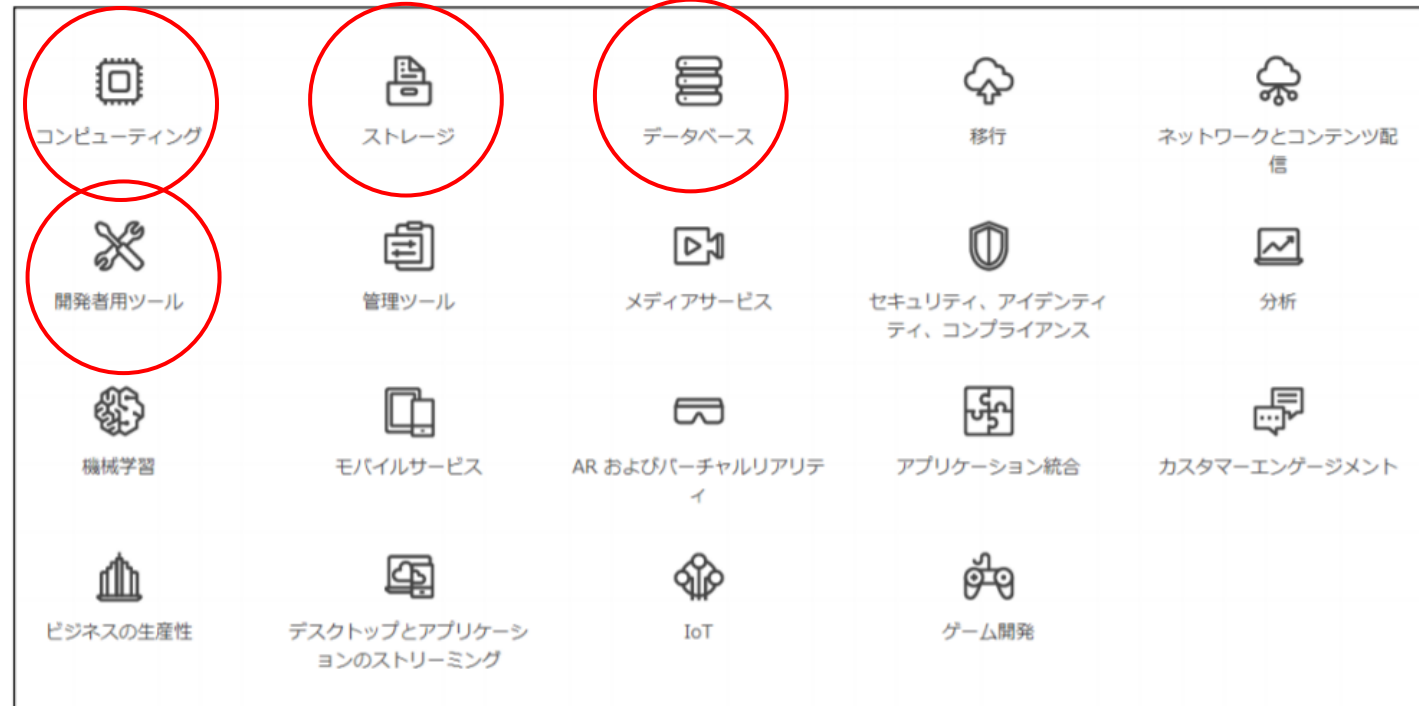 コンピューティング
ストレージ
データベース
移行
ネットワークとコンテンツ配
信
開発者用ツール
管理ツール
メディアサービス
セキュリティ、アイデンティ
ティ、コンプライアンス
分析
機械学習
モバイルサービス
AR およびバーチャルリアリテ
ィ
アプリケーション統合
カスタマーエンゲージメント
ビジネスの生産性
デスクトップとアプリケーシ
ョンのストリーミング
IoT
ゲーム開発